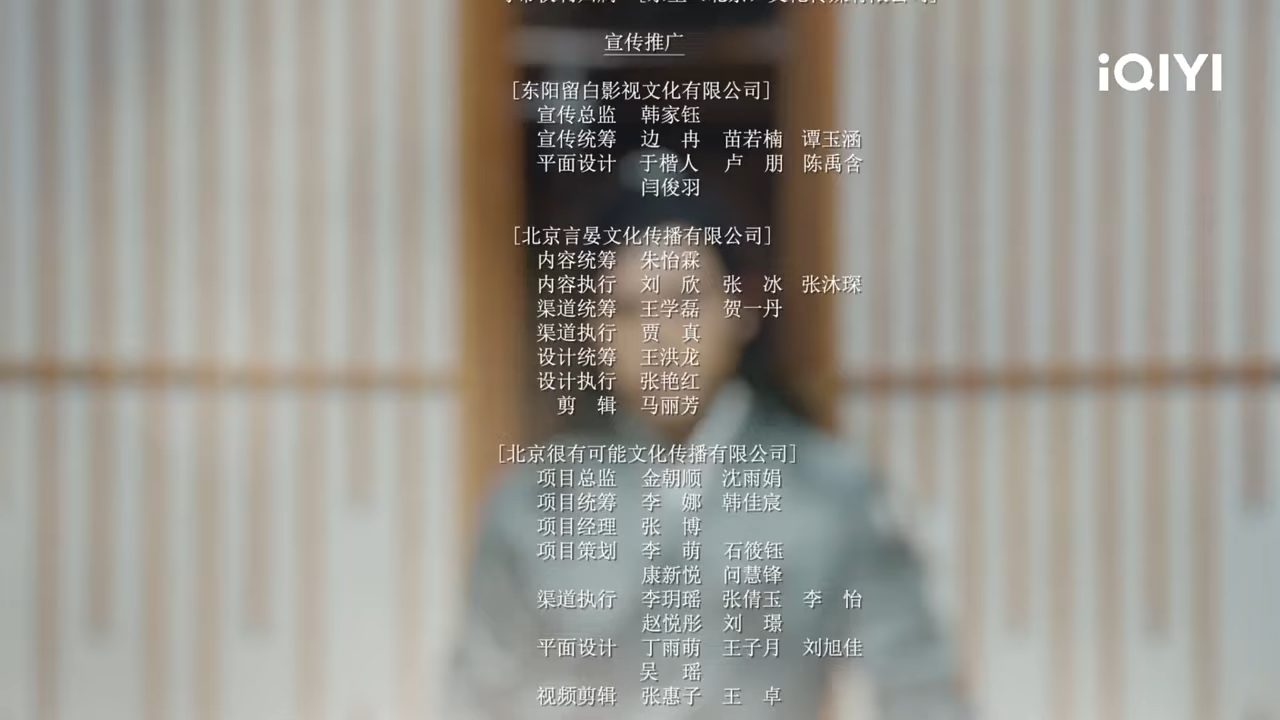 宣传推广
iQIYI
[东阳留白影视文化有限公司]
宣传总监 韩家钰
宣传统筹 边 冉 苗若楠 谭玉涵
平面设计 于楷人 卢 朋 陈禹含
闫俊羽
[北京言晏文化传播有限公司]
内容统筹 朱怡霖
内容执行 刘 欣 张 冰 张沐琛
渠道统筹 王学磊 贺一丹
渠道执行 贾 真
设计统筹 王洪龙
设计执行 张艳红
剪 辑 马丽芳
[北京很有可能文化传播有限公司]
项目总监 金朝顺 沈雨娟
项目统筹 李 娜 韩佳宸
项目经理 张 博
项目策划 李 萌 石筱钰
康新悦 问慧锋
渠道执行 李玥瑶 张倩玉 李 怡
赵悦彤 刘 璟
平面设计 丁雨萌 王子月 刘旭佳
吴 瑶
视频剪辑 张惠子 王 卓